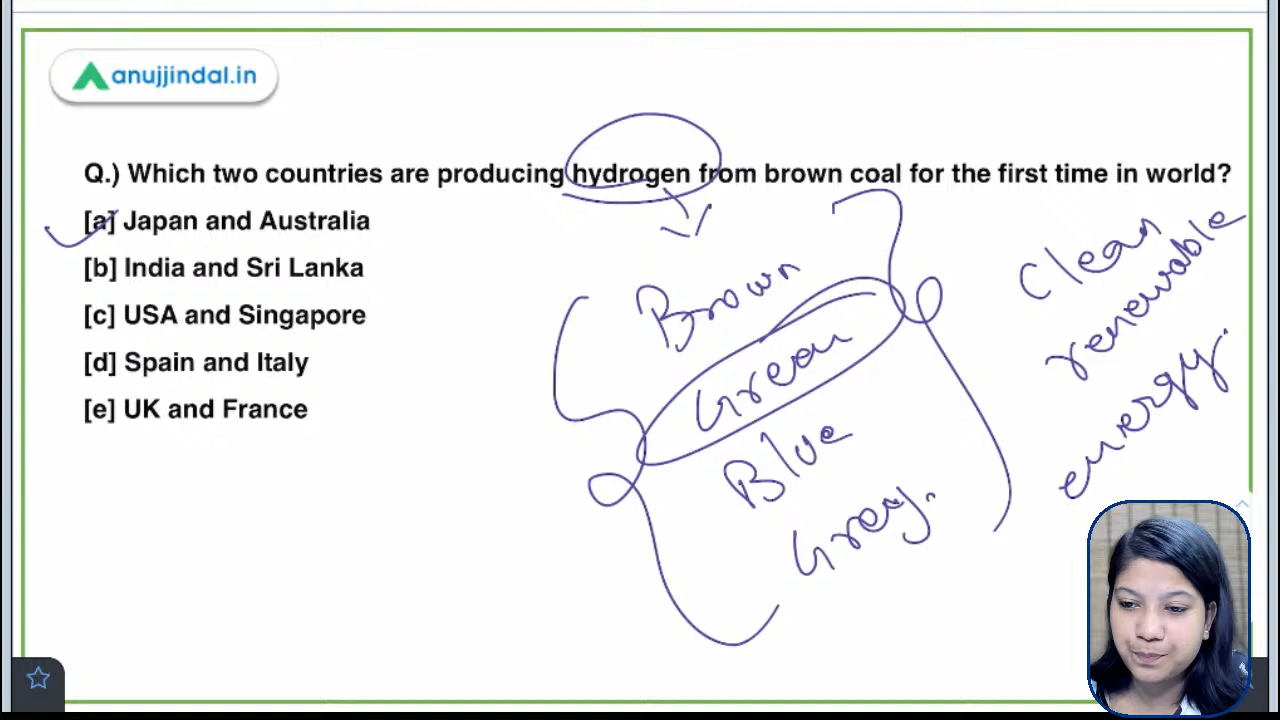 anujjindal.in
Q.) Which two countries are producing hydrogen from brown coal for the first time in world?
[a] Japan and Australia
[b] India and Sri Lanka
[c] USA and Singapore
[d] Spain and Italy
[e] UK and France
Brown
Green
Blue
Grey.
Clean
renewable
energy.